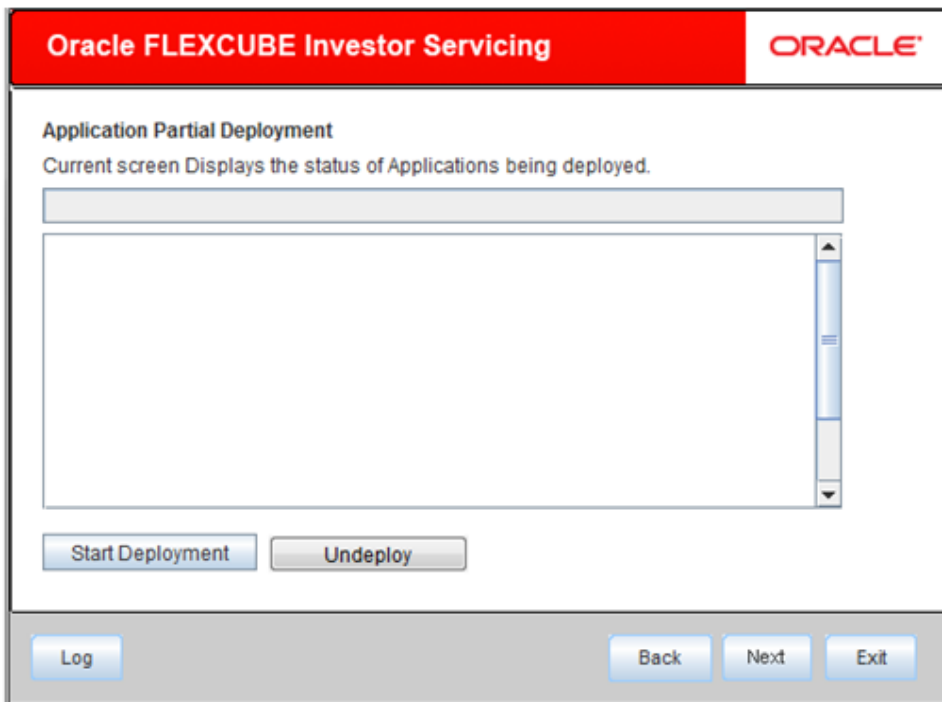 Oracle FLEXCUBE Investor Servicing
ORACLE
Application Partial Deployment
Current screen Displays the status of Applications being deployed.
Start Deployment
Undeploy
Log
Back
Next
Exit